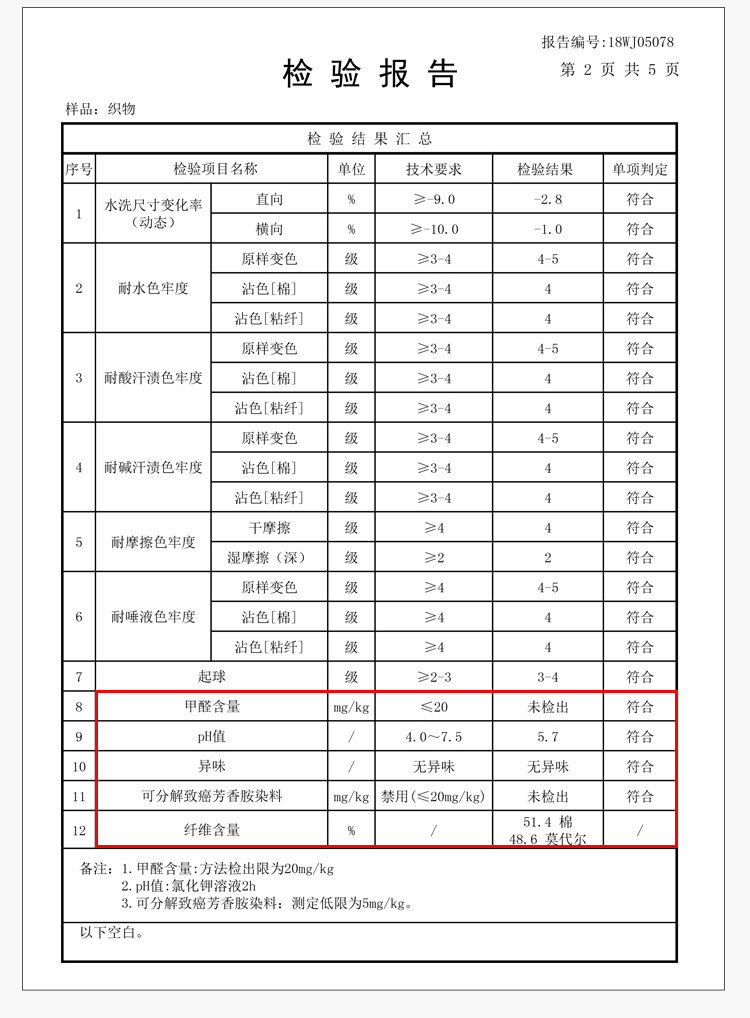 报告编号:18WJ05078
检 验 报 告
第 2 页 共 5 页
样品: 织物
检 验 结 果 汇 总
序号 检验项目名称 单位 技术要求 检验结果 单项判定
1 水洗尺寸变化率（动态） 直向 % ≥-9.0 -2.8 符合
横向 % ≥-10.0 -1.0 符合
2 耐水色牢度 原样变色 级 ≥3-4 4-5 符合
沾色[棉] 级 ≥3-4 4 符合
沾色[粘纤] 级 ≥3-4 4 符合
3 耐酸汗渍色牢度 原样变色 级 ≥3-4 4-5 符合
沾色[棉] 级 ≥3-4 4 符合
沾色[粘纤] 级 ≥3-4 4 符合
4 耐碱汗渍色牢度 原样变色 级 ≥3-4 4-5 符合
沾色[棉] 级 ≥3-4 4 符合
沾色[粘纤] 级 ≥3-4 4 符合
5 耐摩擦色牢度 干摩擦 级 ≥4 4 符合
湿摩擦（深） 级 ≥2 2 符合
6 耐唾液色牢度 原样变色 级 ≥4 4-5 符合
沾色[棉] 级 ≥4 4 符合
沾色[粘纤] 级 ≥4 4 符合
7 起球 级 ≥2-3 3-4 符合
8 甲醛含量 mg/kg ≤20 未检出 符合
9 pH值 / 4.0～7.5 5.7 符合
10 异味 / 无异味 无异味 符合
11 可分解致癌芳香胺染料 mg/kg 禁用(≤20mg/kg) 未检出 符合
12 纤维含量 % / 51.4 棉 /
48.6 莫代尔
备注: 1.甲醛含量:方法检出限为20mg/kg
2.pH值:氯化钾溶液2h
3.可分解致癌芳香胺染料: 测定低限为5mg/kg。
以下空白。